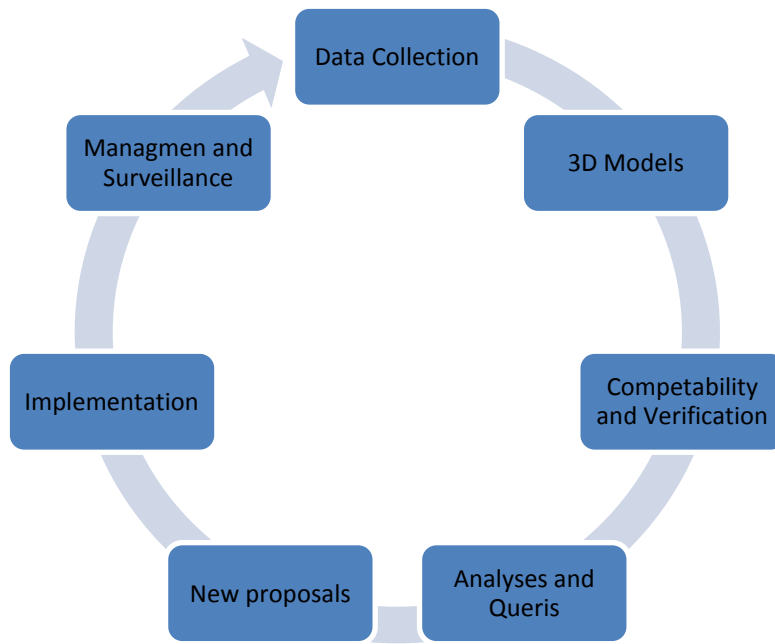 Data Collection
3D Models
Competability
and Verification
Analyses and
Queris
New proposals
Implementation
Managmen and
Surveillance